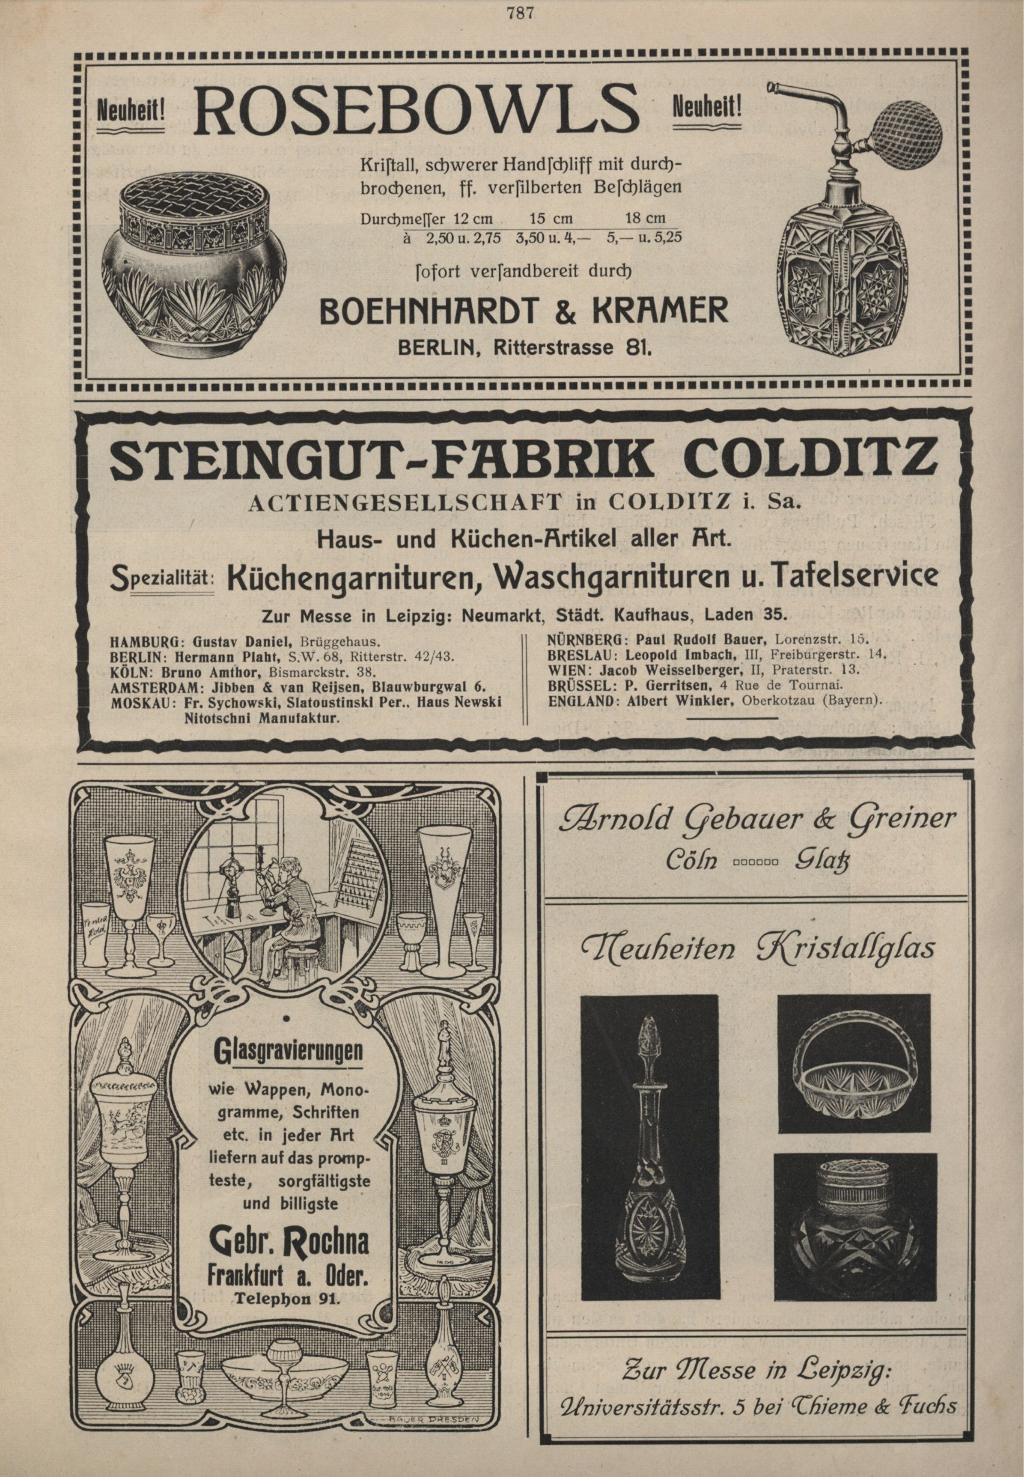 787
Neuheit! ROSEBOWLS Neuheit!
Kriſtall, schwerer Handſchliff mit durch-
brochenen, ff. verſilberten Beſchlägen
Durchmeſſer 12 cm 15 cm 18 cm
à 2,50 u. 2,75 3,50 u. 4,— 5,— u. 5,25
ſofort verſandbereit durch
BOEHNHARDT & KRAMER
BERLIN, Ritterstrasse 81.
STEINGUT-FABRIK COLDITZ
ACTIENGESELLSCHAFT in COLDITZ i. Sa.
Haus- und Küchen-Artikel aller Art.
Spezialität: Küchengarnituren, Waschgarnituren u. Tafelservice
Zur Messe in Leipzig: Neumarkt, Städt. Kaufhaus, Laden 35.
HAMBURG: Gustav Daniel, Brüggehaus.
BERLIN: Hermann Plaht, S.W. 68, Ritterstr. 42/43.
KÖLN: Bruno Amthor, Bismarckstr. 38.
AMSTERDAM: Jibben & van Reijsen, Blauwburgwal 6.
MOSKAU: Fr. Sychowski, Slatoustinski Per., Haus Newski
Nitotschni Manufaktur.
NÜRNBERG: Paul Rudolf Bauer, Lorenzstr. 15.
BRESLAU: Leopold Imbach, III, Freiburgerstr. 14.
WIEN: Jacob Weisselberger, II, Praterstr. 13.
BRÜSSEL: P. Gerritsen, 4 Rue de Tournai.
ENGLAND: Albert Winkler, Oberkotzau (Bayern).
Glasgravierungen
wie Wappen, Mono-
gramme, Schriften
etc. in jeder Art
liefern auf das promp-
teste, sorgfältigste
und billigste
Gebr. Rochna
Frankfurt a. Oder.
Telephon 91.
BAUER DRESDEN
Arnold Gebauer & Greiner
Cöln Glatz
Neuheiten Kristallglas
Zur Messe in Leipzig:
Universitätsstr. 5 bei Thieme & Fuchs